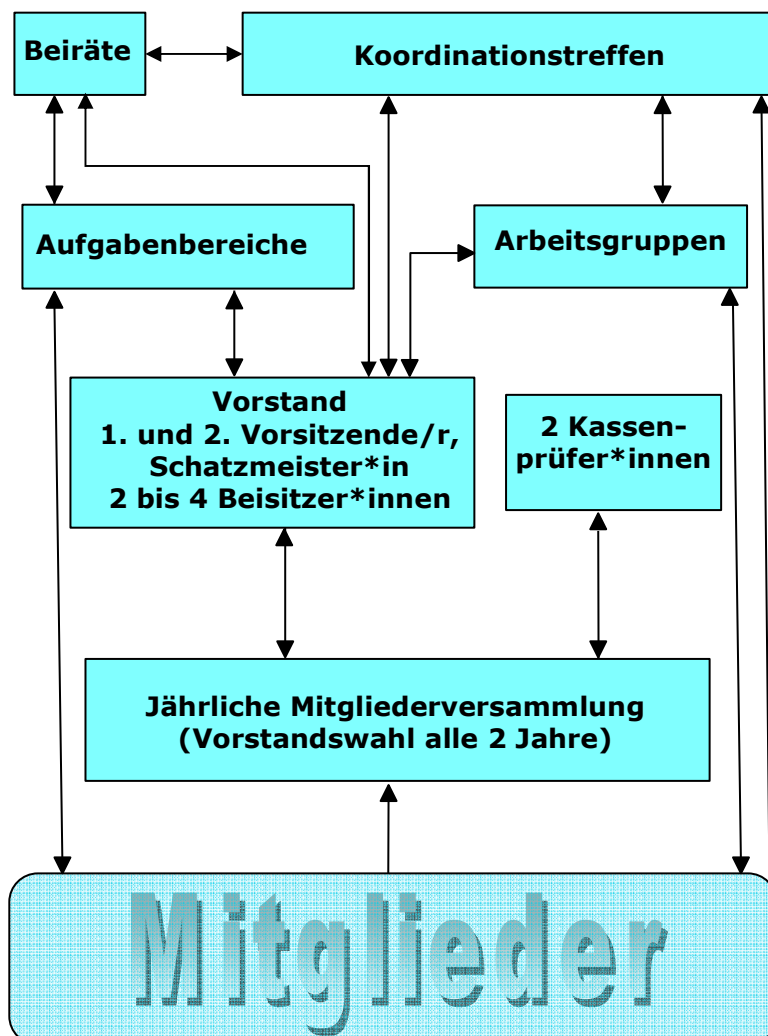 Beiräte
Koordinationstreffen
Aufgabenbereiche
Arbeitsgruppen
Vorstand
1. und 2. Vorsitzende/r,
Schatzmeister*in
2 bis 4 Beisitzer*innen
2 Kassen-
prüfer*innen
Jährliche Mitgliederversammlung
(Vorstandswahl alle 2 Jahre)
Mitglieder